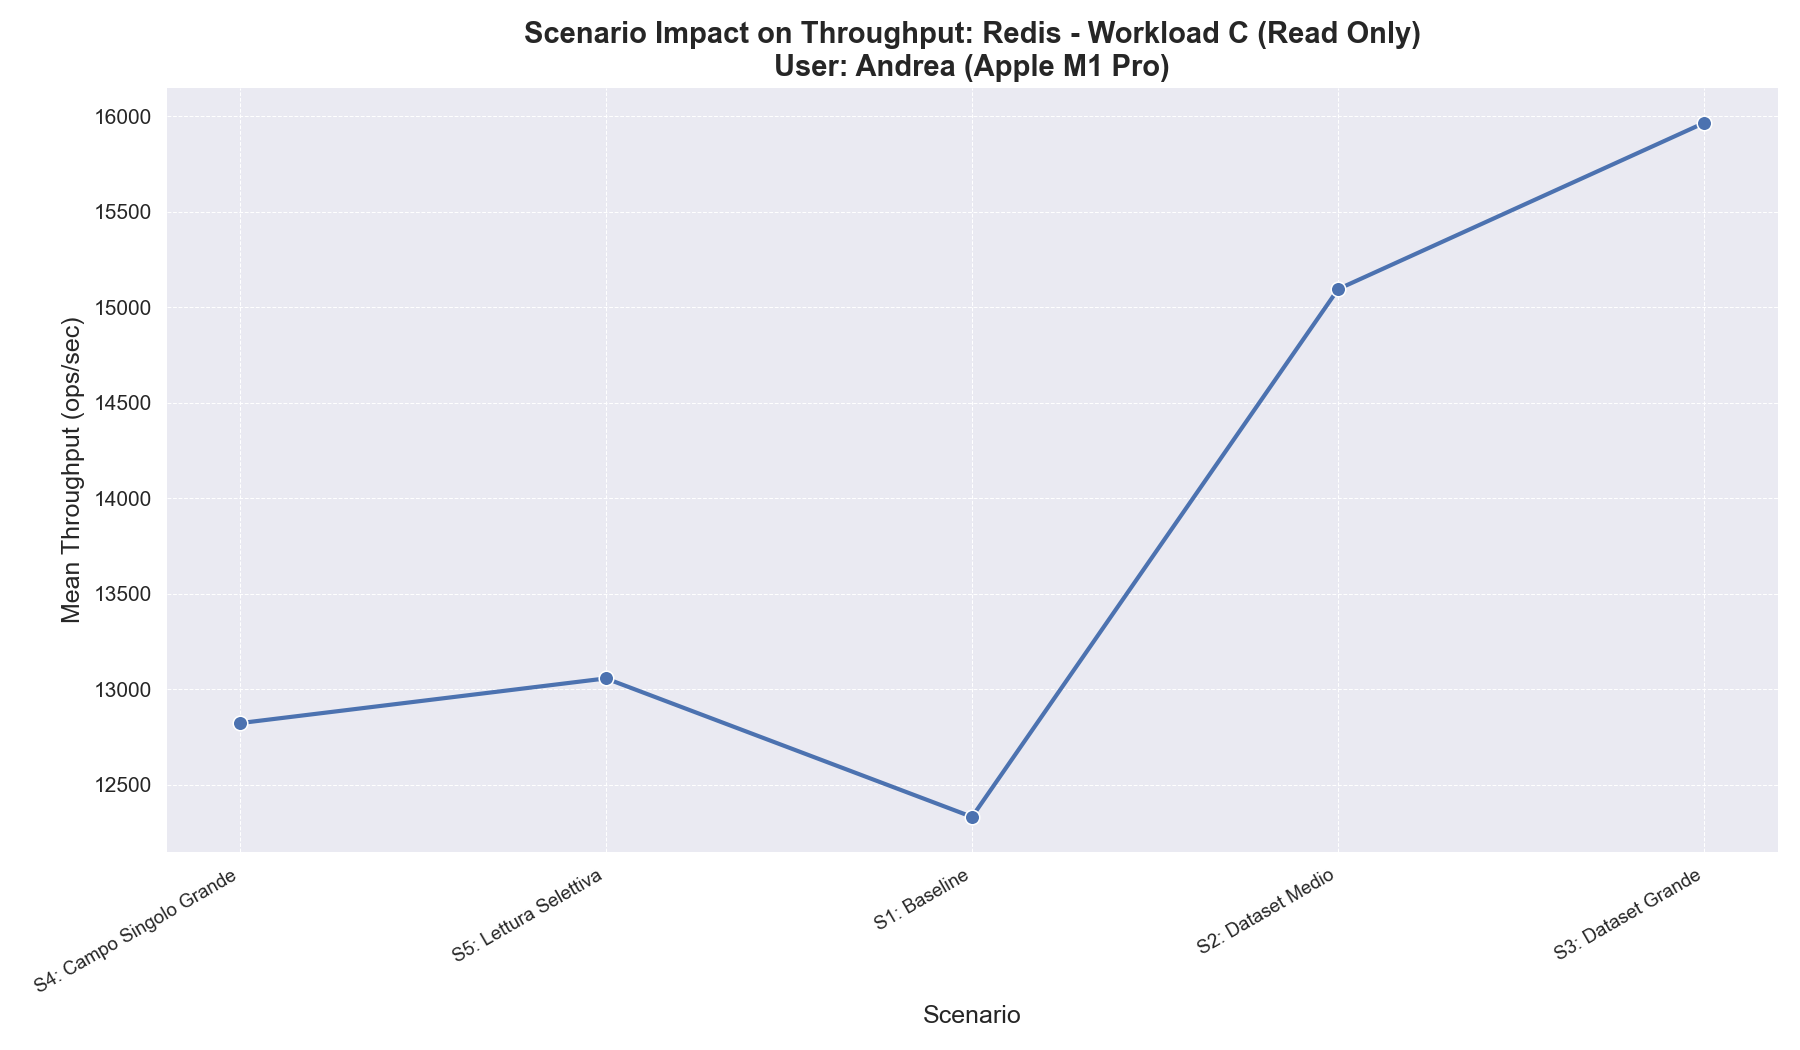 Scenario Impact on Throughput: Redis - Workload C (Read Only)
User: Andrea (Apple M1 Pro)
Mean Throughput (ops/sec)
16000
15500
15000
14500
14000
13500
13000
12500
S4: Campo Singolo Grande
S5: Lettura Selettiva
S1: Baseline
S2: Dataset Medio
S3: Dataset Grande
Scenario